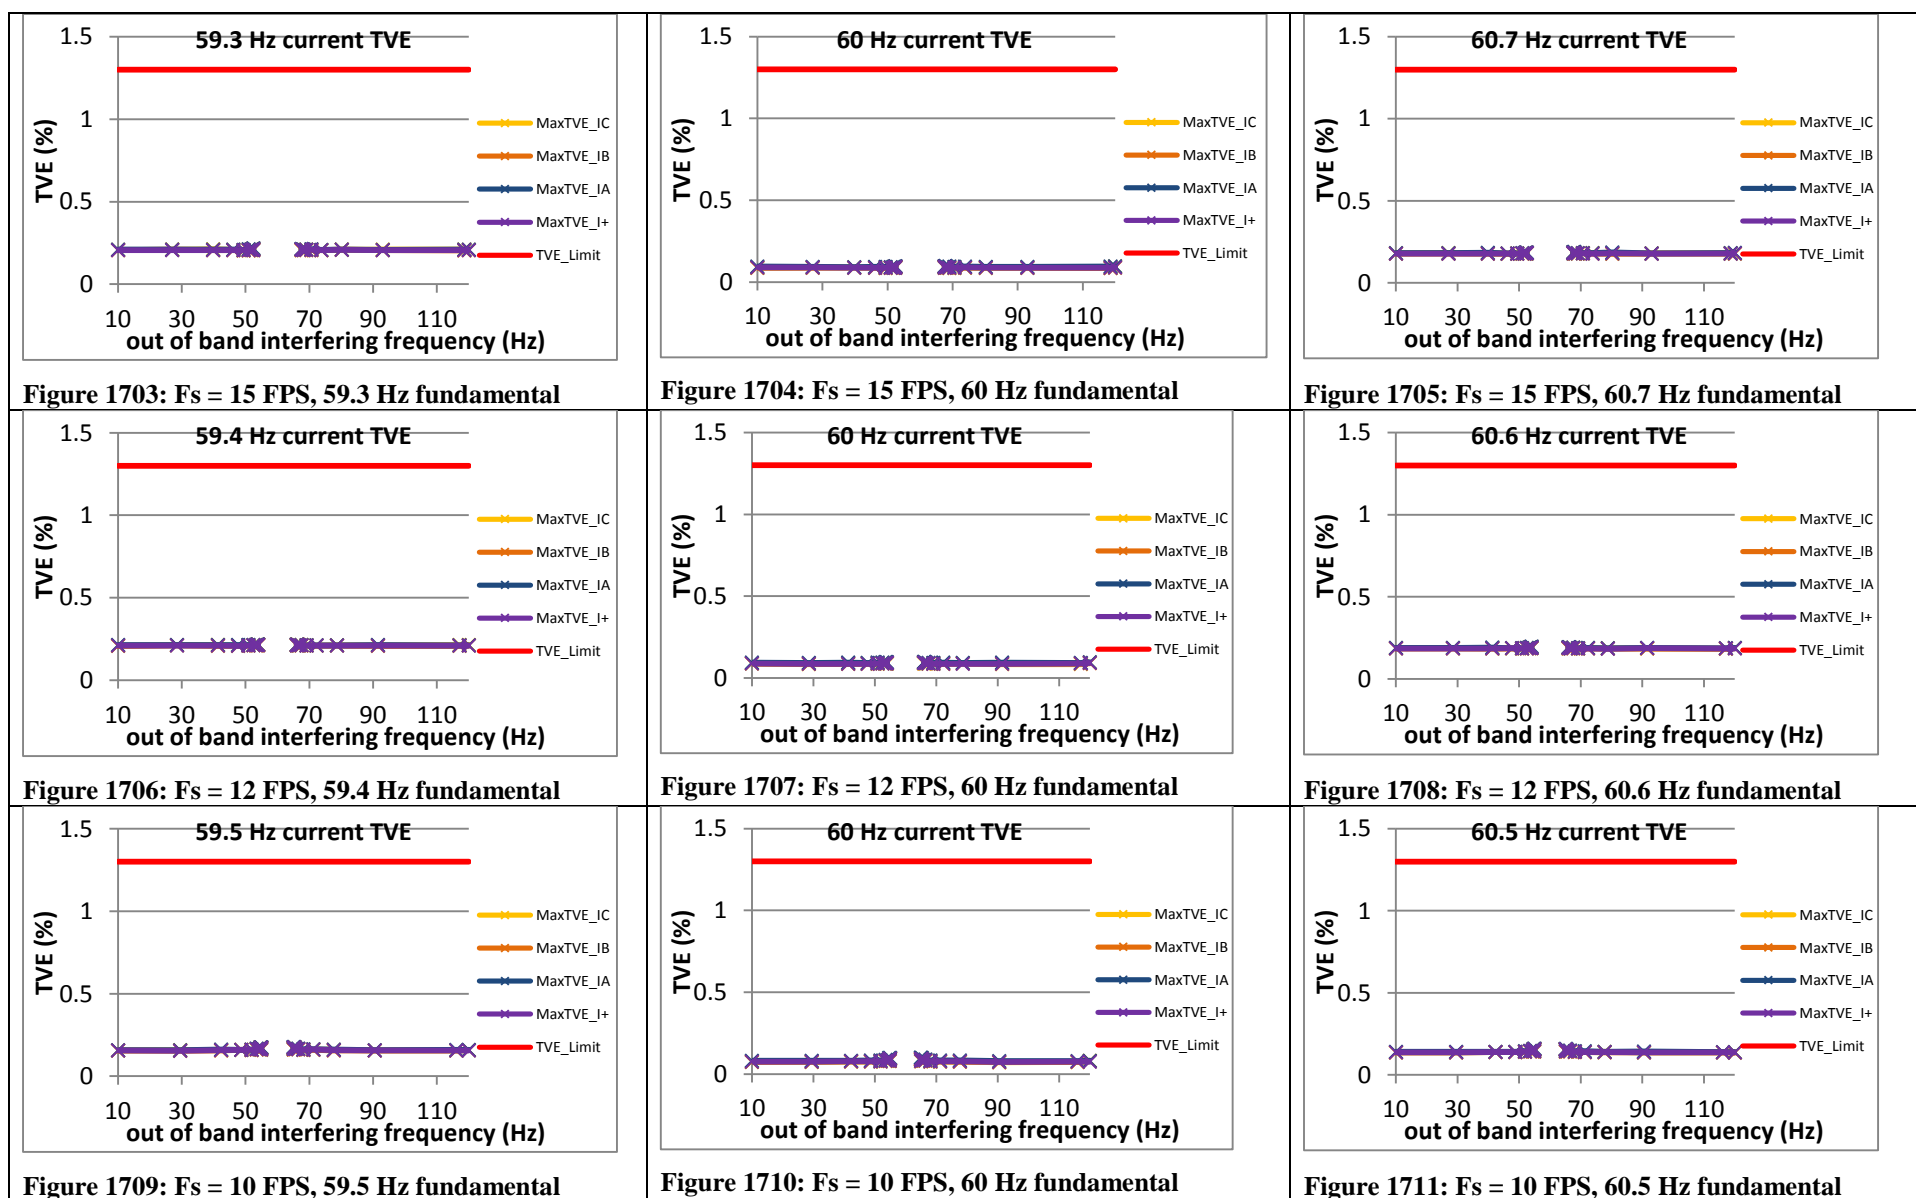 59.3 Hz current TVE
1.5
1
0.5
0
TVE (%)
10 30 50 70 90 110
out of band interfering frequency (Hz)
MaxTVE_IC
MaxTVE_IB
MaxTVE_IA
MaxTVE_I+
TVE_Limit
Figure 1703: Fs = 15 FPS, 59.3 Hz fundamental
60 Hz current TVE
1.5
1
0.5
0
TVE (%)
10 30 50 70 90 110
out of band interfering frequency (Hz)
MaxTVE_IC
MaxTVE_IB
MaxTVE_IA
MaxTVE_I+
TVE_Limit
Figure 1704: Fs = 15 FPS, 60 Hz fundamental
60.7 Hz current TVE
1.5
1
0.5
0
TVE (%)
10 30 50 70 90 110
out of band interfering frequency (Hz)
MaxTVE_IC
MaxTVE_IB
MaxTVE_IA
MaxTVE_I+
TVE_Limit
Figure 1705: Fs = 15 FPS, 60.7 Hz fundamental
59.4 Hz current TVE
1.5
1
0.5
0
TVE (%)
10 30 50 70 90 110
out of band interfering frequency (Hz)
MaxTVE_IC
MaxTVE_IB
MaxTVE_IA
MaxTVE_I+
TVE_Limit
Figure 1706: Fs = 12 FPS, 59.4 Hz fundamental
60 Hz current TVE
1.5
1
0.5
0
TVE (%)
10 30 50 70 90 110
out of band interfering frequency (Hz)
MaxTVE_IC
MaxTVE_IB
MaxTVE_IA
MaxTVE_I+
TVE_Limit
Figure 1707: Fs = 12 FPS, 60 Hz fundamental
60.6 Hz current TVE
1.5
1
0.5
0
TVE (%)
10 30 50 70 90 110
out of band interfering frequency (Hz)
MaxTVE_IC
MaxTVE_IB
MaxTVE_IA
MaxTVE_I+
TVE_Limit
Figure 1708: Fs = 12 FPS, 60.6 Hz fundamental
59.5 Hz current TVE
1.5
1
0.5
0
TVE (%)
10 30 50 70 90 110
out of band interfering frequency (Hz)
MaxTVE_IC
MaxTVE_IB
MaxTVE_IA
MaxTVE_I+
TVE_Limit
Figure 1709: Fs = 10 FPS, 59.5 Hz fundamental
60 Hz current TVE
1.5
1
0.5
0
TVE (%)
10 30 50 70 90 110
out of band interfering frequency (Hz)
MaxTVE_IC
MaxTVE_IB
MaxTVE_IA
MaxTVE_I+
TVE_Limit
Figure 1710: Fs = 10 FPS, 60 Hz fundamental
60.5 Hz current TVE
1.5
1
0.5
0
TVE (%)
10 30 50 70 90 110
out of band interfering frequency (Hz)
MaxTVE_IC
MaxTVE_IB
MaxTVE_IA
MaxTVE_I+
TVE_Limit
Figure 1711: Fs = 10 FPS, 60.5 Hz fundamental